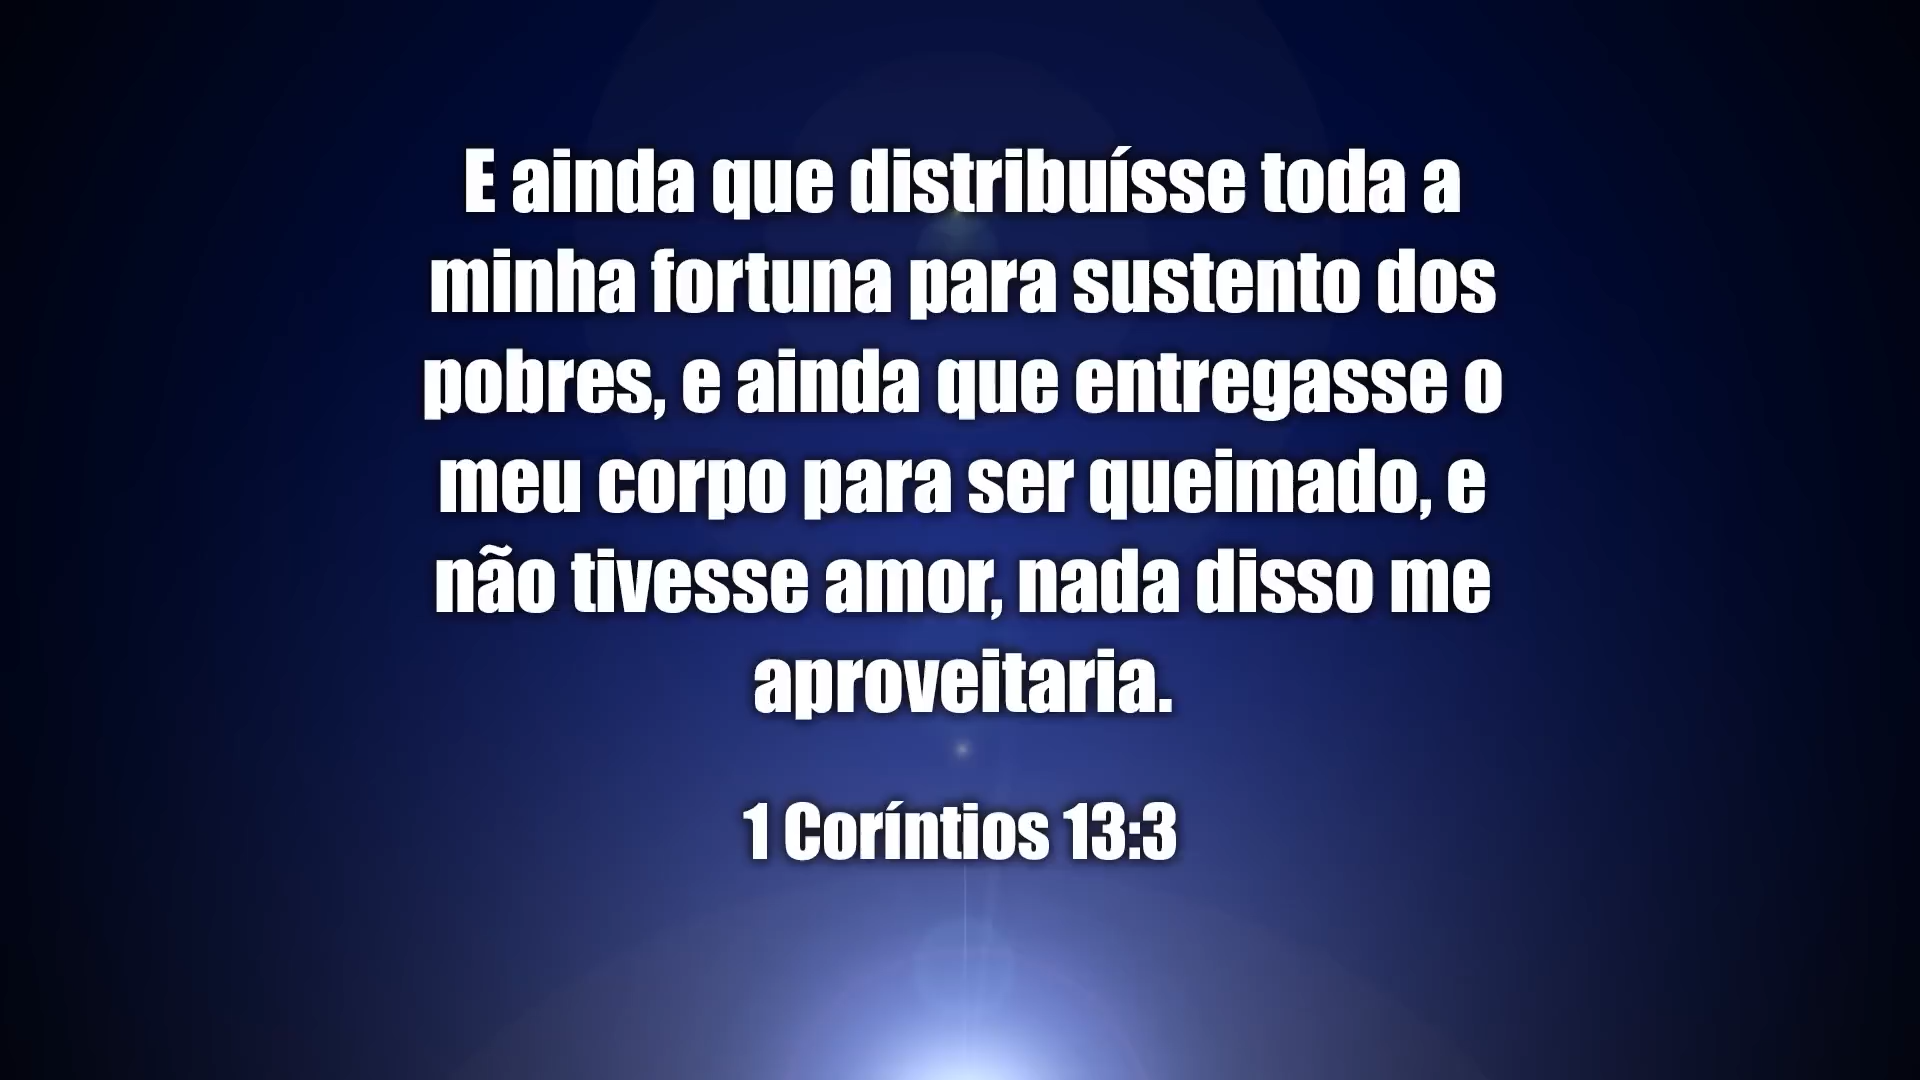 E ainda que distribuísse toda a
minha fortuna para sustento dos
pobres, e ainda que entregasse o
meu corpo para ser queimado, e
não tivesse amor, nada disso me
aproveitaria.
1 Coríntios 13:3